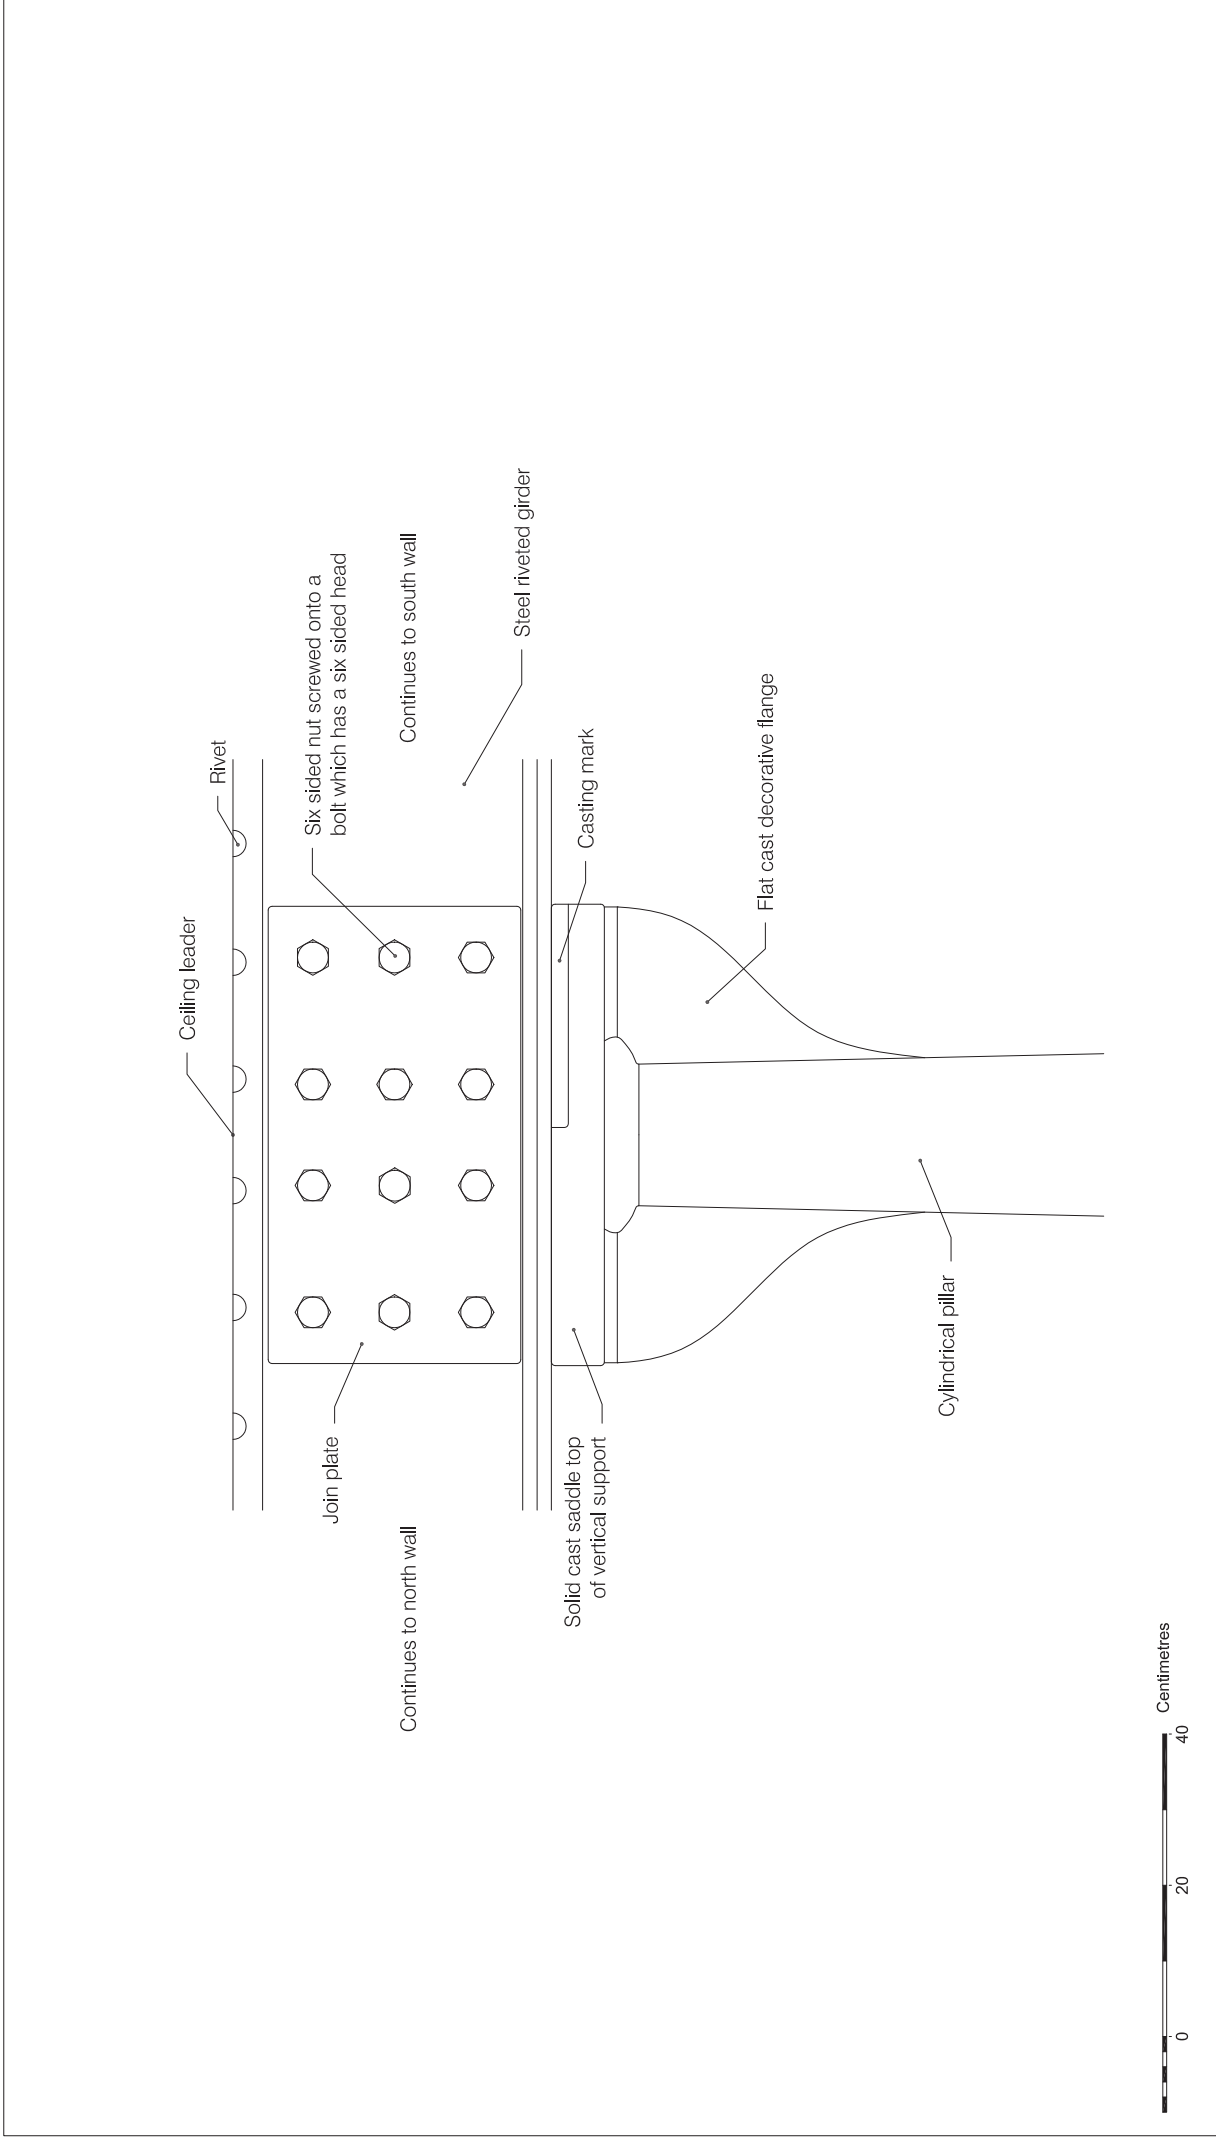 Ceiling leader
Rivet
Six sided nut screwed onto a
bolt which has a six sided head
Join plate
Continues to north wall
Continues to south wall
Steel riveted girder
Solid cast saddle top
of vertical support
Casting mark
Flat cast decorative flange
Cylindrical pillar
0
20
40
Centimetres